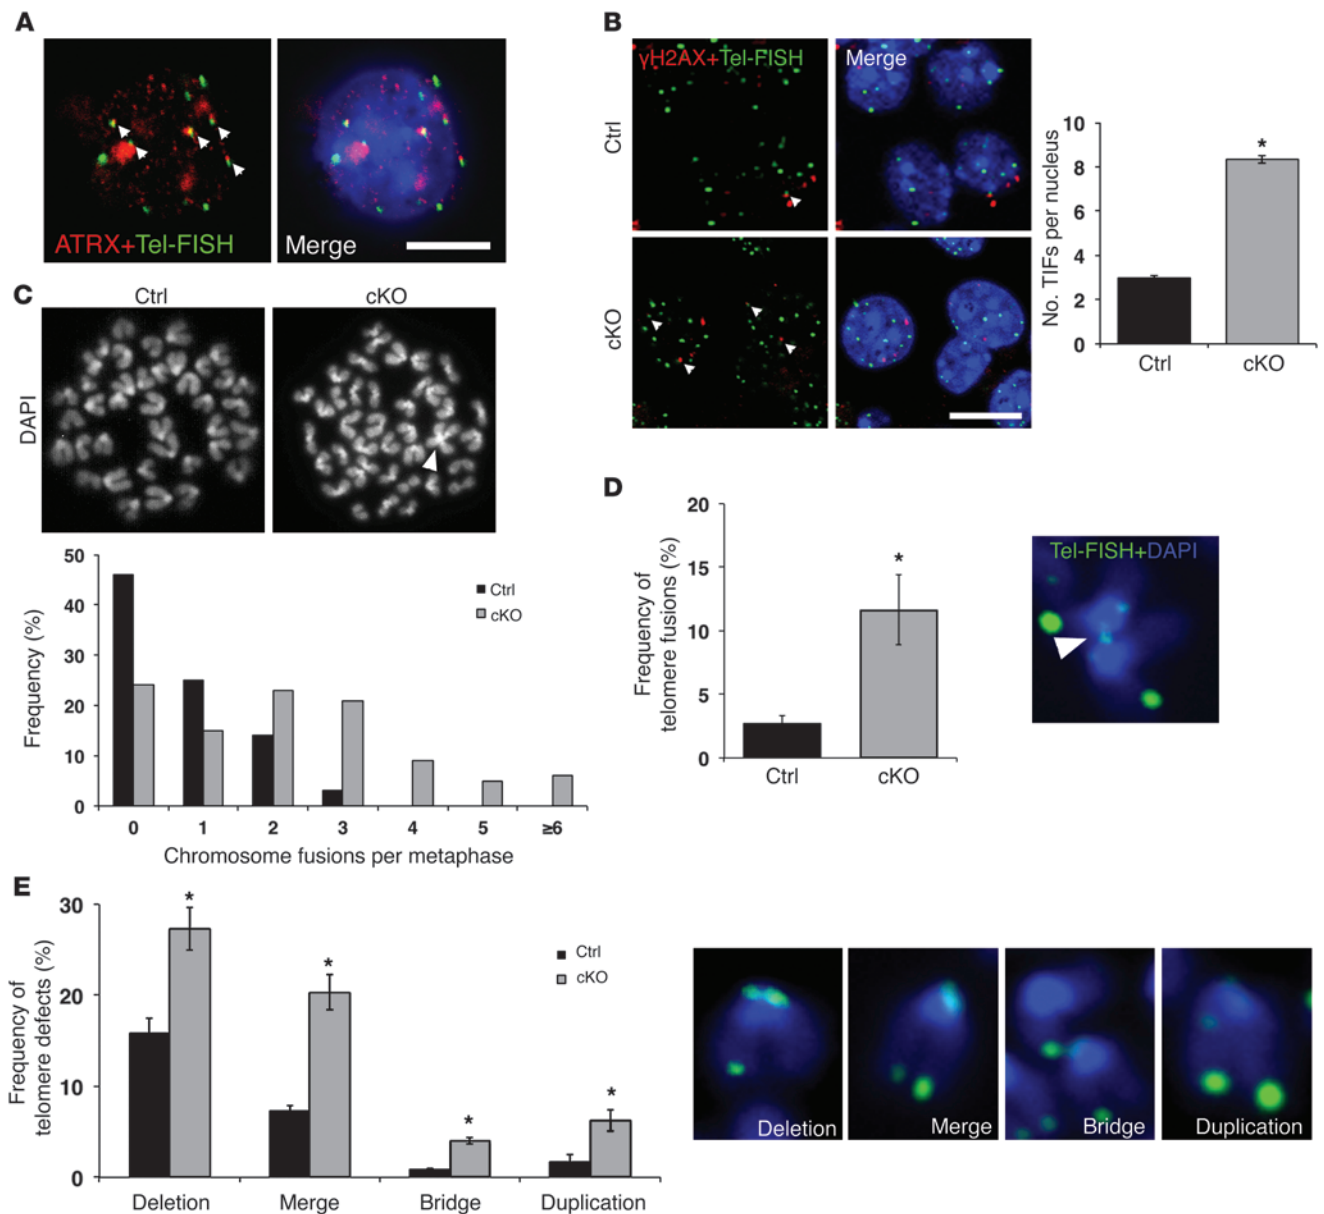 A
ATRX+Tel-FISH
Merge
B
γH2AX+Tel-FISH
Merge
Ctrl
cKO
No. TIFs per nucleus
10
8
6
4
2
0
*
Ctrl
cKO
C
Ctrl
cKO
DAPI
Frequency (%)
50
40
30
20
10
0
Ctrl
cKO
0
1
2
3
4
5
≥6
Chromosome fusions per metaphase
D
Frequency of
telomere fusions (%)
20
15
10
5
0
*
Ctrl
cKO
Tel-FISH+DAPI
E
Frequency of
telomere defects (%)
30
20
10
0
*
*
*
*
Ctrl
cKO
Deletion
Merge
Bridge
Duplication
Deletion
Merge
Bridge
Duplication